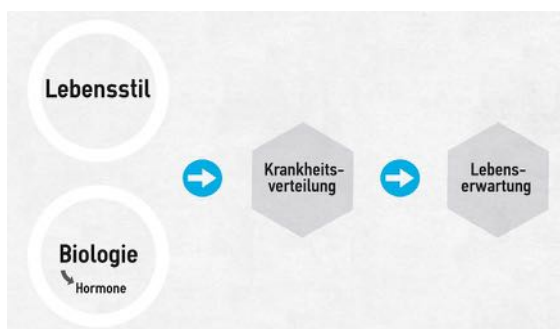 Lebensstil
Krankheits-
verteilung
Lebens-
erwartung
Biologie
Hormone